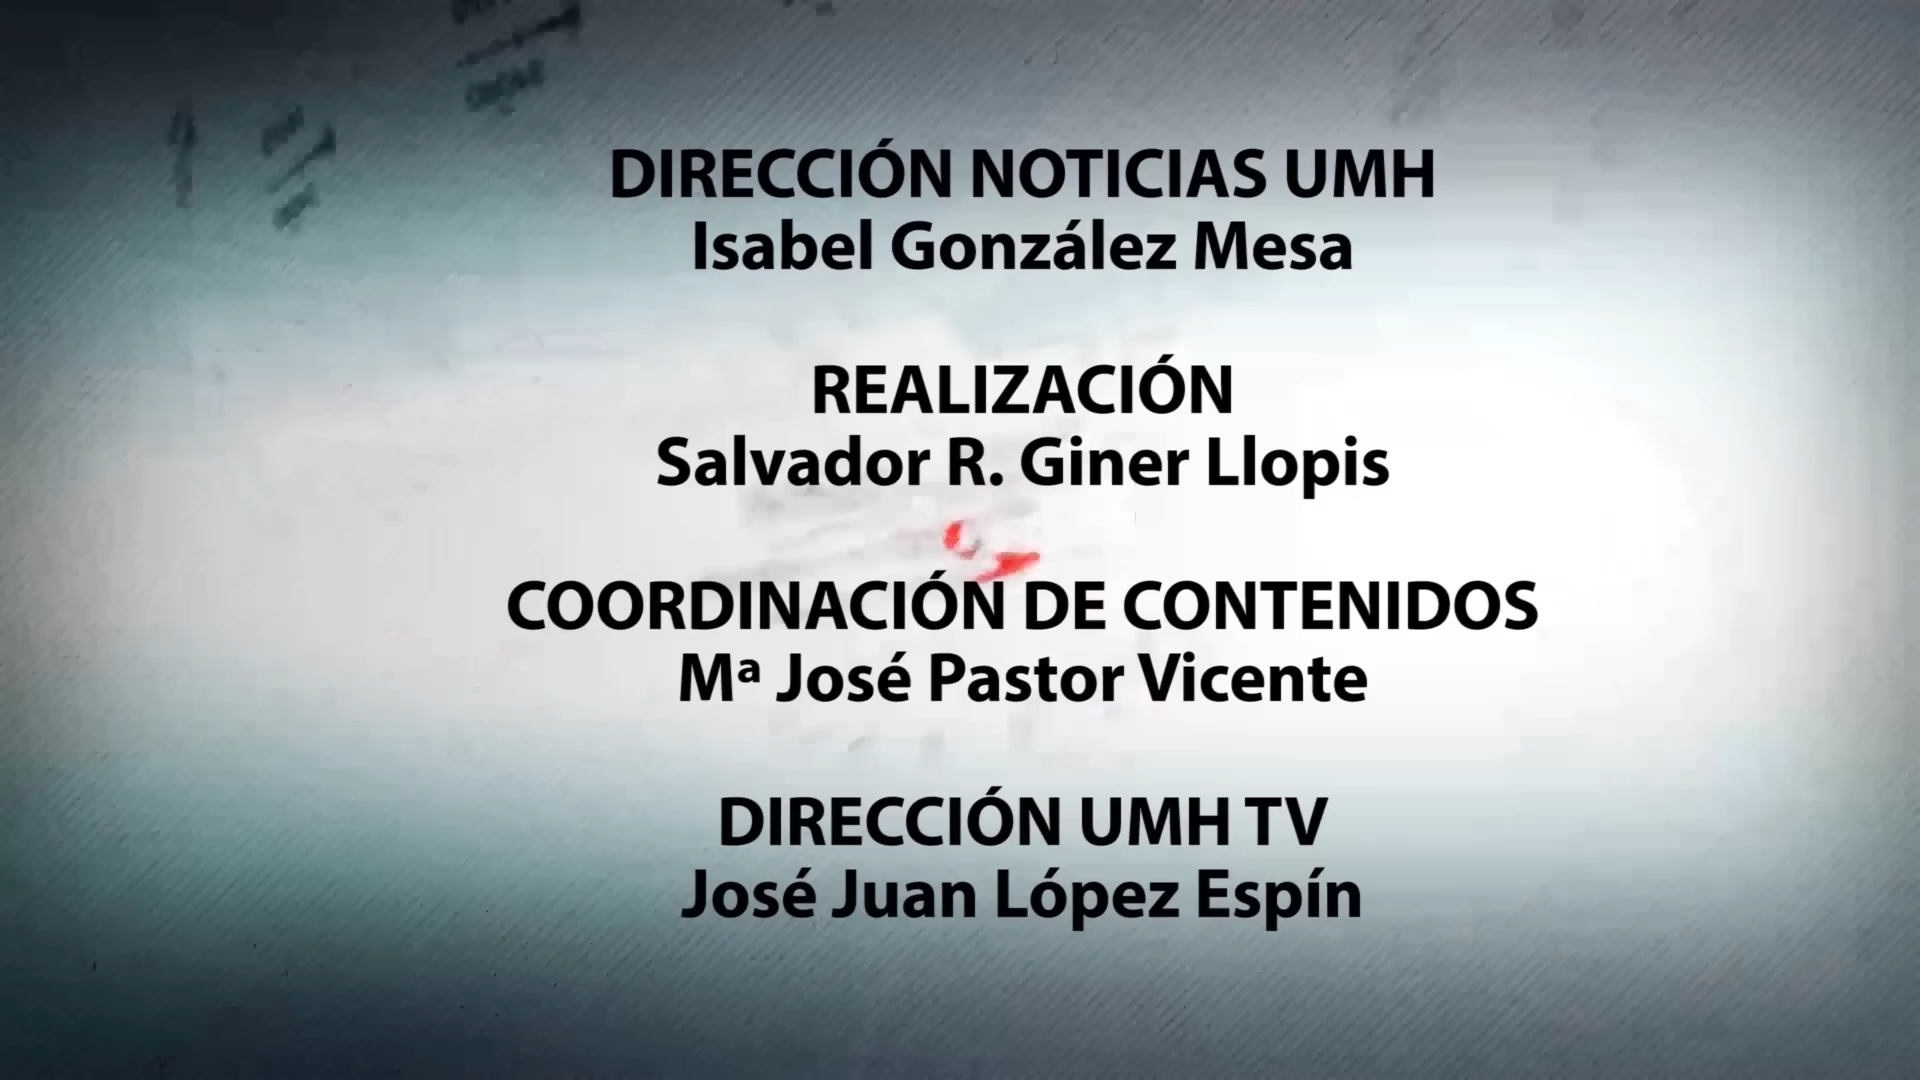 DIRECCIÓN NOTICIAS UMH
Isabel González Mesa
REALIZACIÓN
Salvador R. Giner Llopis
COORDINACIÓN DE CONTENIDOS
Mª José Pastor Vicente
DIRECCIÓN UMH TV
José Juan López Espín